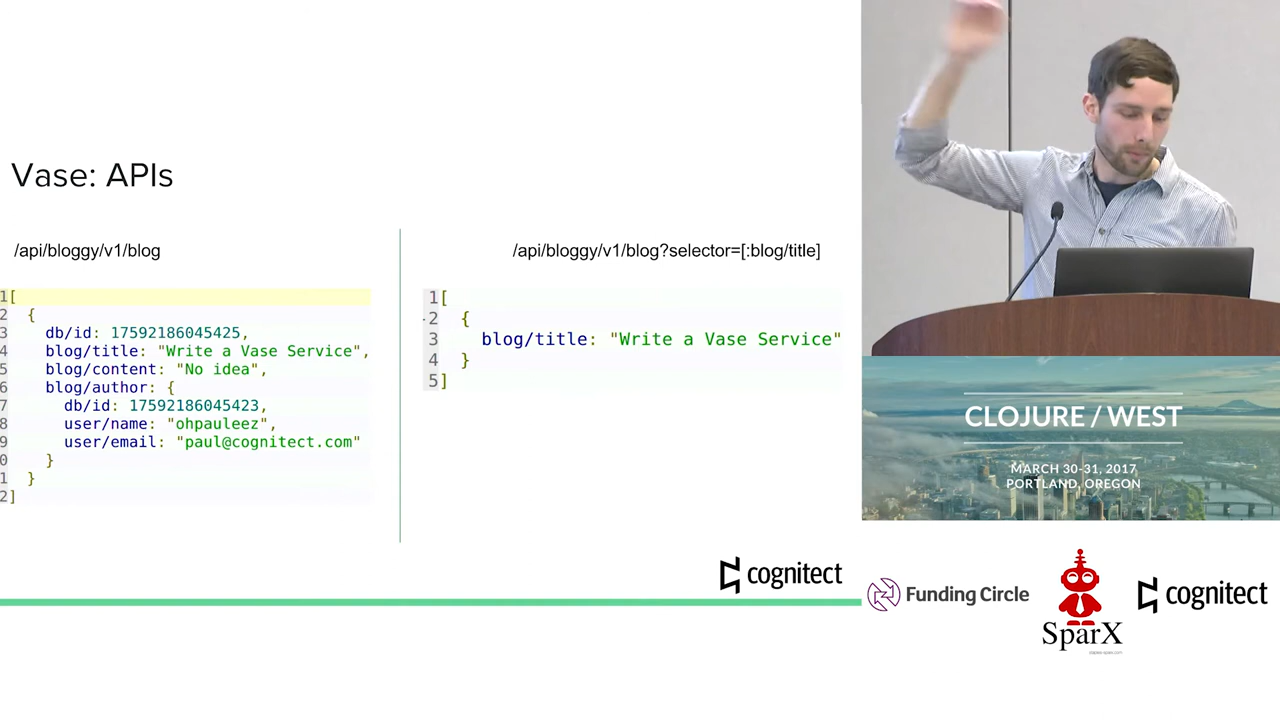 Vase: APIs
/api/bloggy/v1/blog
1[
2 {
3 db/id: 17592186045425,
4 blog/title: "Write a Vase Service",
5 blog/content: "No idea",
6 blog/author: {
7 db/id: 17592186045423,
8 user/name: "ohpauleez",
9 user/email: "paul@cognitect.com"
0 }
1 }
2]
/api/bloggy/v1/blog?selector=[:blog/title]
1[
2 {
3 blog/title: "Write a Vase Service"
4 }
5]
cognitect
CLOJURE / WEST
MARCH 30-31, 2017
PORTLAND, OREGON
Funding Circle
SparX
cognitect